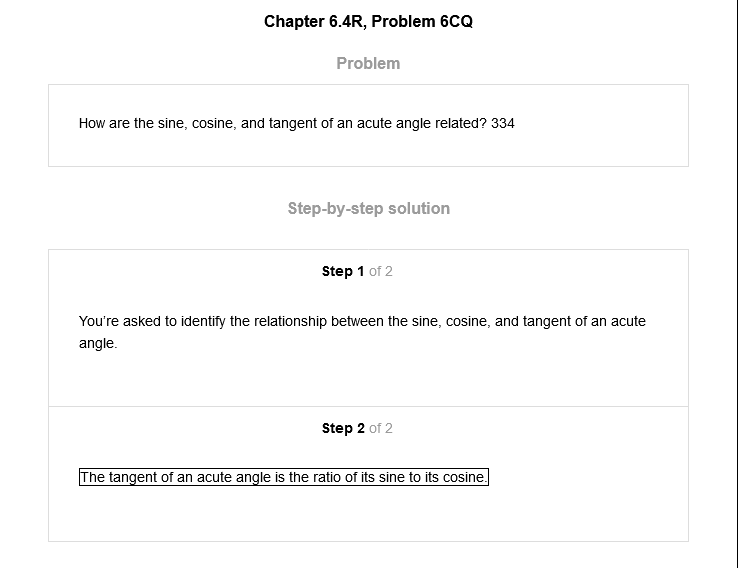 Chapter 6.4R, Problem 6CQ
Problem
How are the sine, cosine, and tangent of an acute angle related? 334
Step-by-step solution
Step 1 of 2
You’re asked to identify the relationship between the sine, cosine, and tangent of an acute
angle.
Step 2 of 2
The tangent of an acute angle is the ratio of its sine to its cosine.